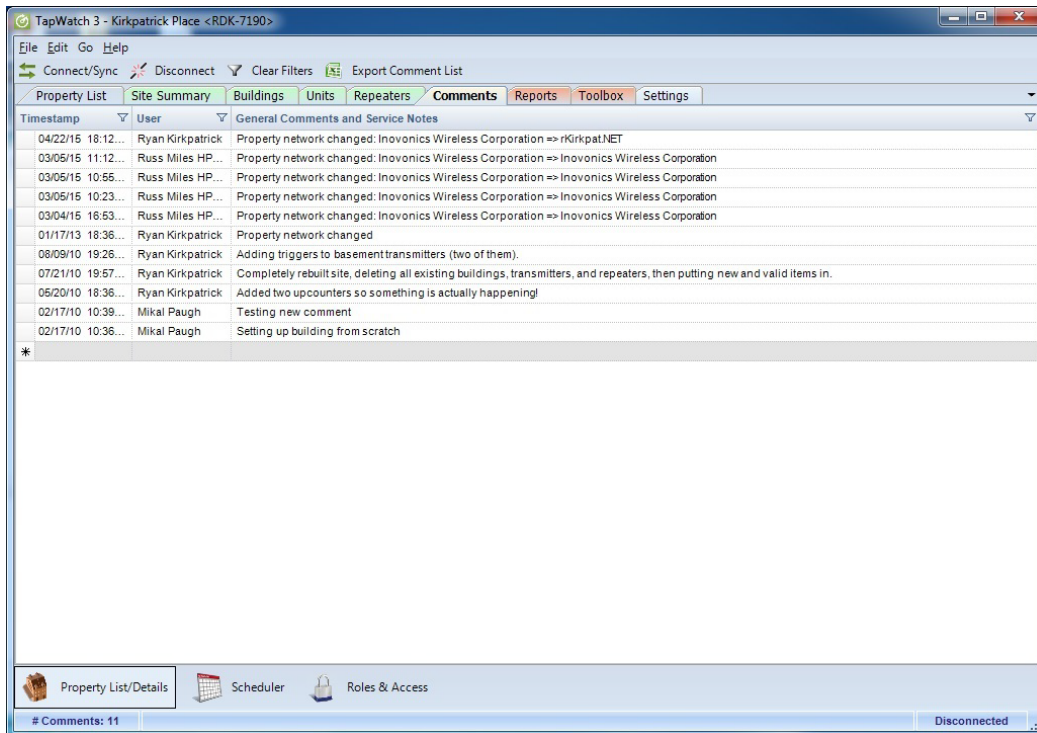 TapWatch 3 - Kirkpatrick Place <RDK-7190>
File Edit Go Help
Connect/Sync Disconnect Clear Filters Export Comment List
Property List Site Summary Buildings Units Repeaters Comments Reports Toolbox Settings
Timestamp User General Comments and Service Notes
04/22/15 18:12... Ryan Kirkpatrick Property network changed: Inovonics Wireless Corporation => rKirkpat.NET
03/05/15 11:12... Russ Miles HP... Property network changed: Inovonics Wireless Corporation => Inovonics Wireless Corporation
03/05/15 10:55... Russ Miles HP... Property network changed: Inovonics Wireless Corporation => Inovonics Wireless Corporation
03/05/15 10:23... Russ Miles HP... Property network changed: Inovonics Wireless Corporation => Inovonics Wireless Corporation
03/04/15 16:53... Russ Miles HP... Property network changed: Inovonics Wireless Corporation => Inovonics Wireless Corporation
01/17/13 18:36... Ryan Kirkpatrick Property network changed
08/09/10 19:26... Ryan Kirkpatrick Adding triggers to basement transmitters (two of them).
07/21/10 19:57... Ryan Kirkpatrick Completely rebuilt site, deleting all existing buildings, transmitters, and repeaters, then putting new and valid items in.
05/20/10 18:36... Ryan Kirkpatrick Added two upcounters so something is actually happening!
02/17/10 10:39... Mikal Paugh Testing new comment
02/17/10 10:36... Mikal Paugh Setting up building from scratch
Property List/Details Scheduler Roles & Access
# Comments: 11 Disconnected